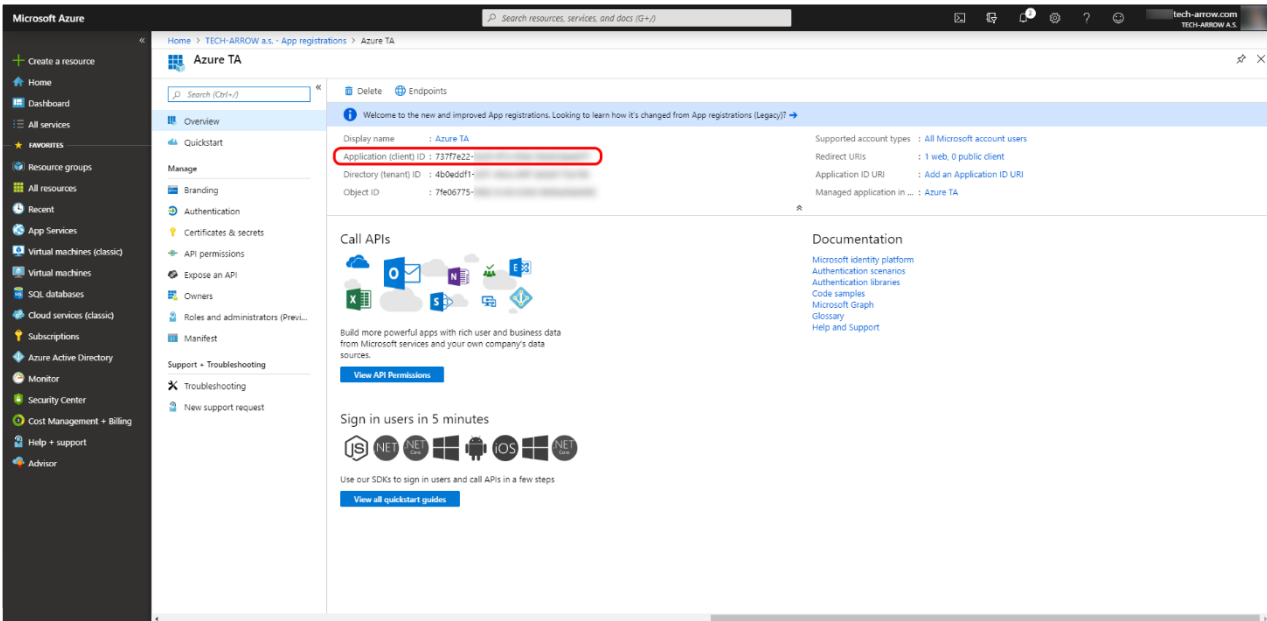 Microsoft Azure
Search resources, services, and docs (G+/)
2
tech-arrow.com
TECH-ARROW A.S.
Create a resource
Home
Dashboard
All services
FAVORITES
Resource groups
All resources
Recent
App Services
Virtual machines (classic)
Virtual machines
SQL databases
Cloud services (classic)
Subscriptions
Azure Active Directory
Monitor
Security Center
Cost Management + Billing
Help + support
Advisor
Home > TECH-ARROW a.s. - App registrations > Azure TA
Azure TA
Search (Ctrl+/)
Overview
Quickstart
Manage
Branding
Authentication
Certificates & secrets
API permissions
Expose an API
Owners
Roles and administrators (Previ...
Manifest
Support + Troubleshooting
Troubleshooting
New support request
Delete Endpoints
Welcome to the new and improved App registrations. Looking to learn how it's changed from App registrations (Legacy)?
Display name : Azure TA
Application (client) ID : 737f7e22-
Directory (tenant) ID : 4b0eddf1-
Object ID : 7fe06775-
Supported account types : All Microsoft account users
Redirect URIs : 1 web, 0 public client
Application ID URI : Add an Application ID URI
Managed application in ... : Azure TA
Call APIs
Build more powerful apps with rich user and business data
from Microsoft services and your own company's data
sources.
View API Permissions
Sign in users in 5 minutes
JS .NET .NET Core iOS .NET Core
Use our SDKs to sign in users and call APIs in a few steps
View all quickstart guides
Documentation
Microsoft identity platform
Authentication scenarios
Authentication libraries
Code samples
Microsoft Graph
Glossary
Help and Support